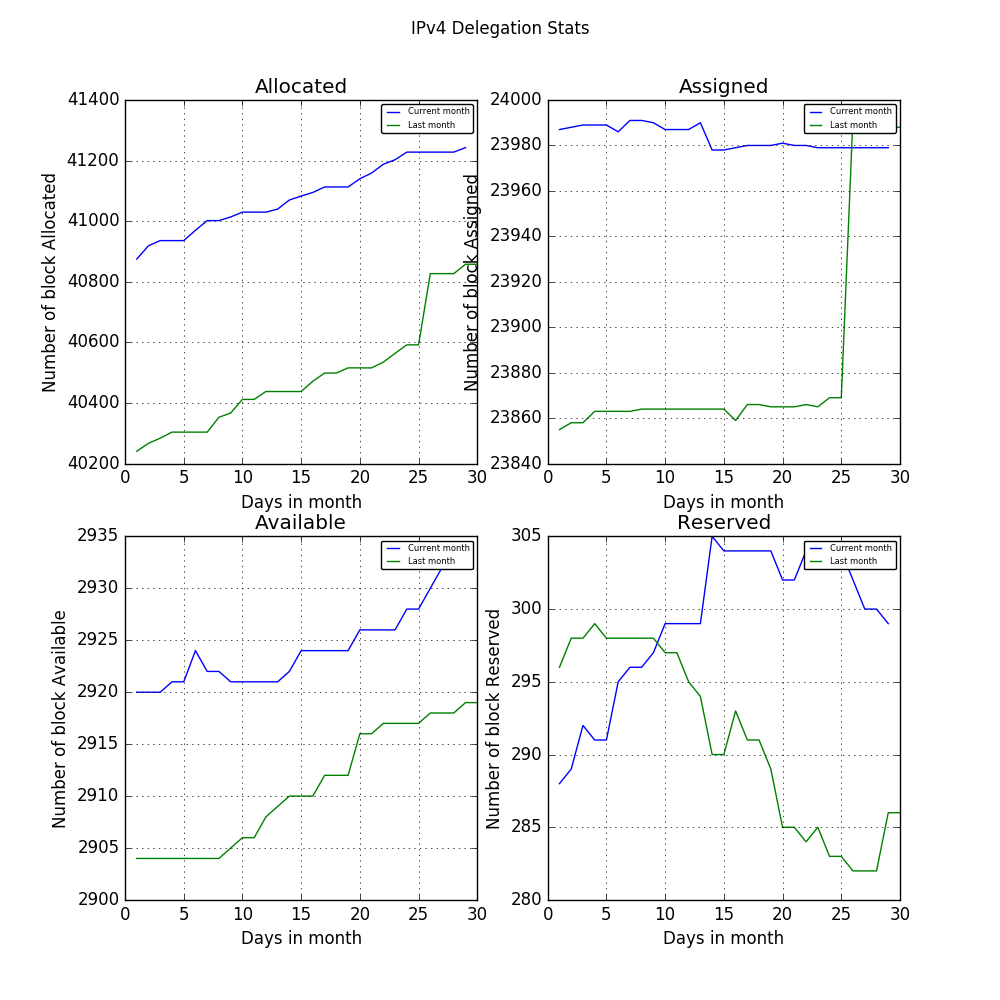 IPv4 Delegation Stats
Allocated
41400
41200
41000
40800
40600
40400
40200
0 5 10 15 20 25 30
Number of block Allocated
Days in month
Current month
Last month
Assigned
24000
23980
23960
23940
23920
23900
23880
23860
23840
0 5 10 15 20 25 30
Number of block Assigned
Days in month
Current month
Last month
Available
2935
2930
2925
2920
2915
2910
2905
2900
0 5 10 15 20 25 30
Number of block Available
Days in month
Current month
Last month
Reserved
305
300
295
290
285
280
0 5 10 15 20 25 30
Number of block Reserved
Days in month
Current month
Last month